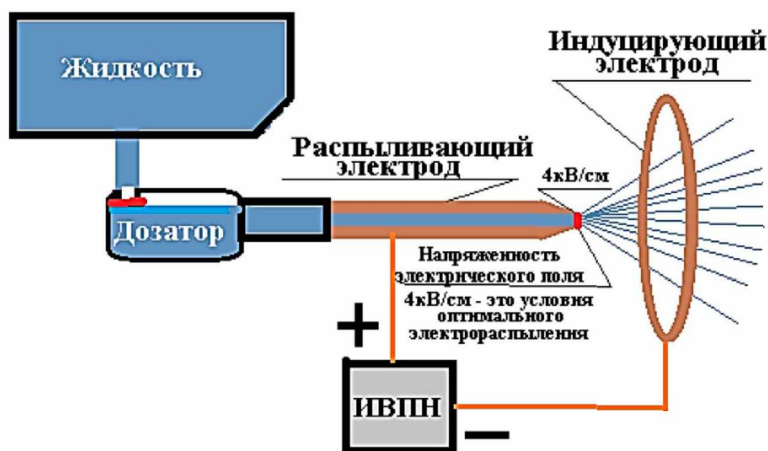 Жидкость
Индуцирующий
электрод
Распыливающий
электрод
4кВ/см
Дозатор
Напряженность
электрического поля
4кВ/см - это условия
оптимального
электрораспыления
+
ИВПН
−